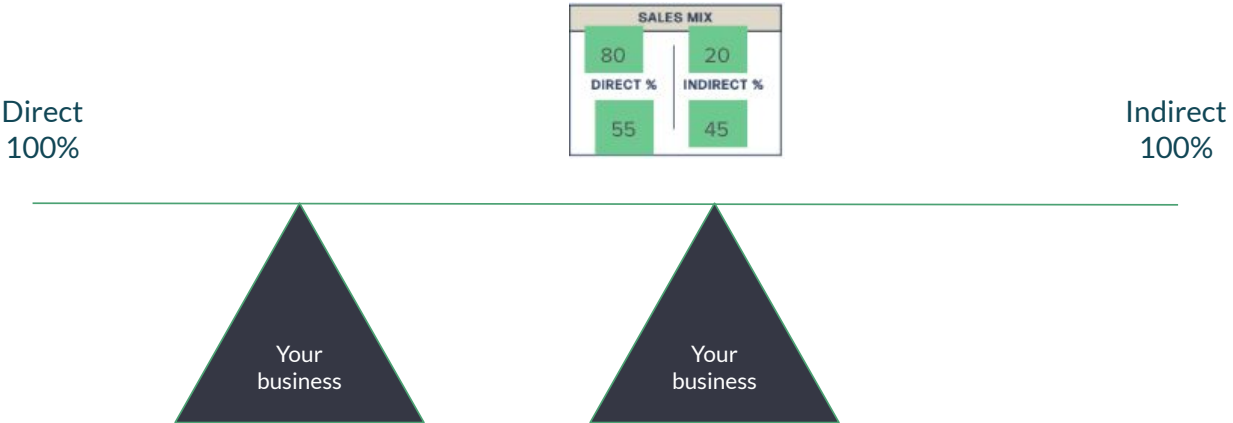 SALES MIX
80 20
DIRECT % INDIRECT %
55 45
Direct
100%
Indirect
100%
Your
business
Your
business